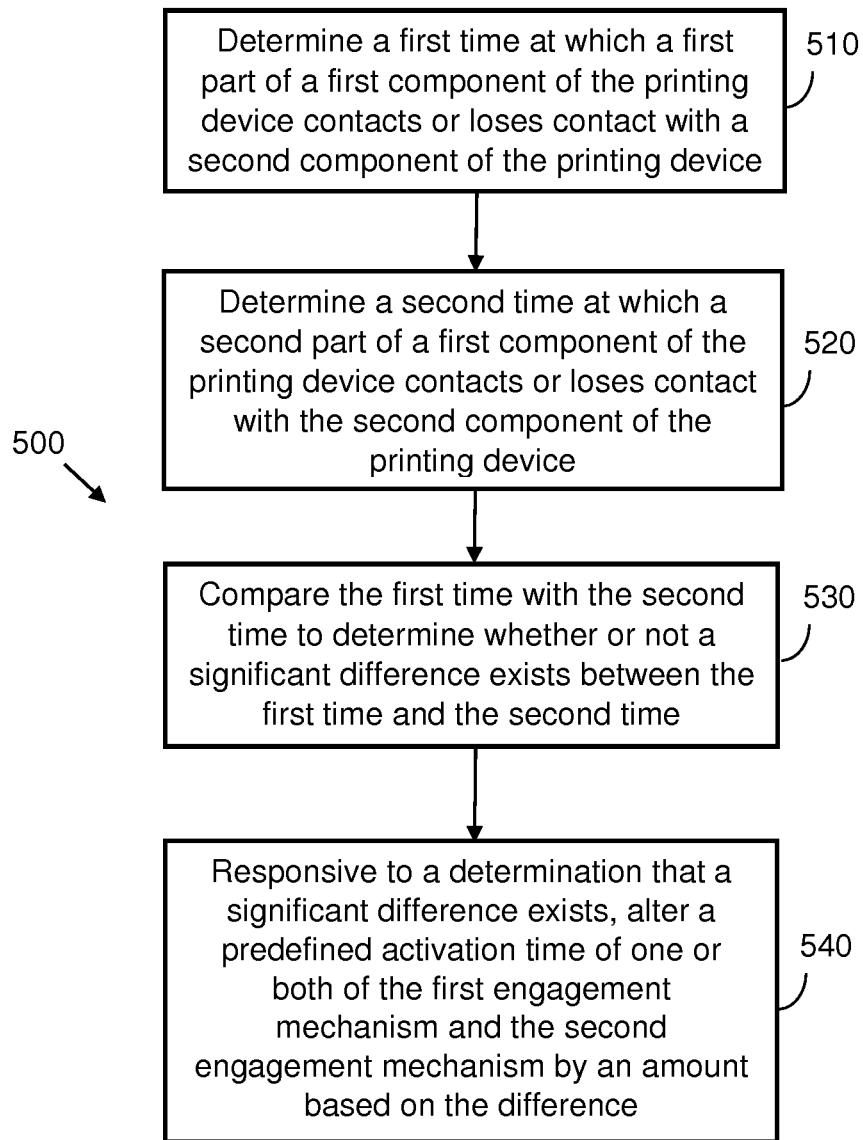 Determine a first time at which a first
part of a first component of the printing
device contacts or loses contact with a
second component of the printing device
510
Determine a second time at which a
second part of a first component of the
printing device contacts or loses contact
with the second component of the
printing device
520
500
Compare the first time with the second
time to determine whether or not a
significant difference exists between the
first time and the second time
530
Responsive to a determination that a
significant difference exists, alter a
predefined activation time of one or
both of the first engagement
mechanism and the second
engagement mechanism by an amount
based on the difference
540